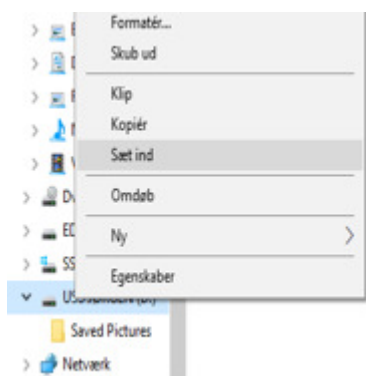 Formatér...
Skub ud
Klip
Kopiér
Sæt ind
Omdøb
Ny
Egenskaber
Saved Pictures
Netværk